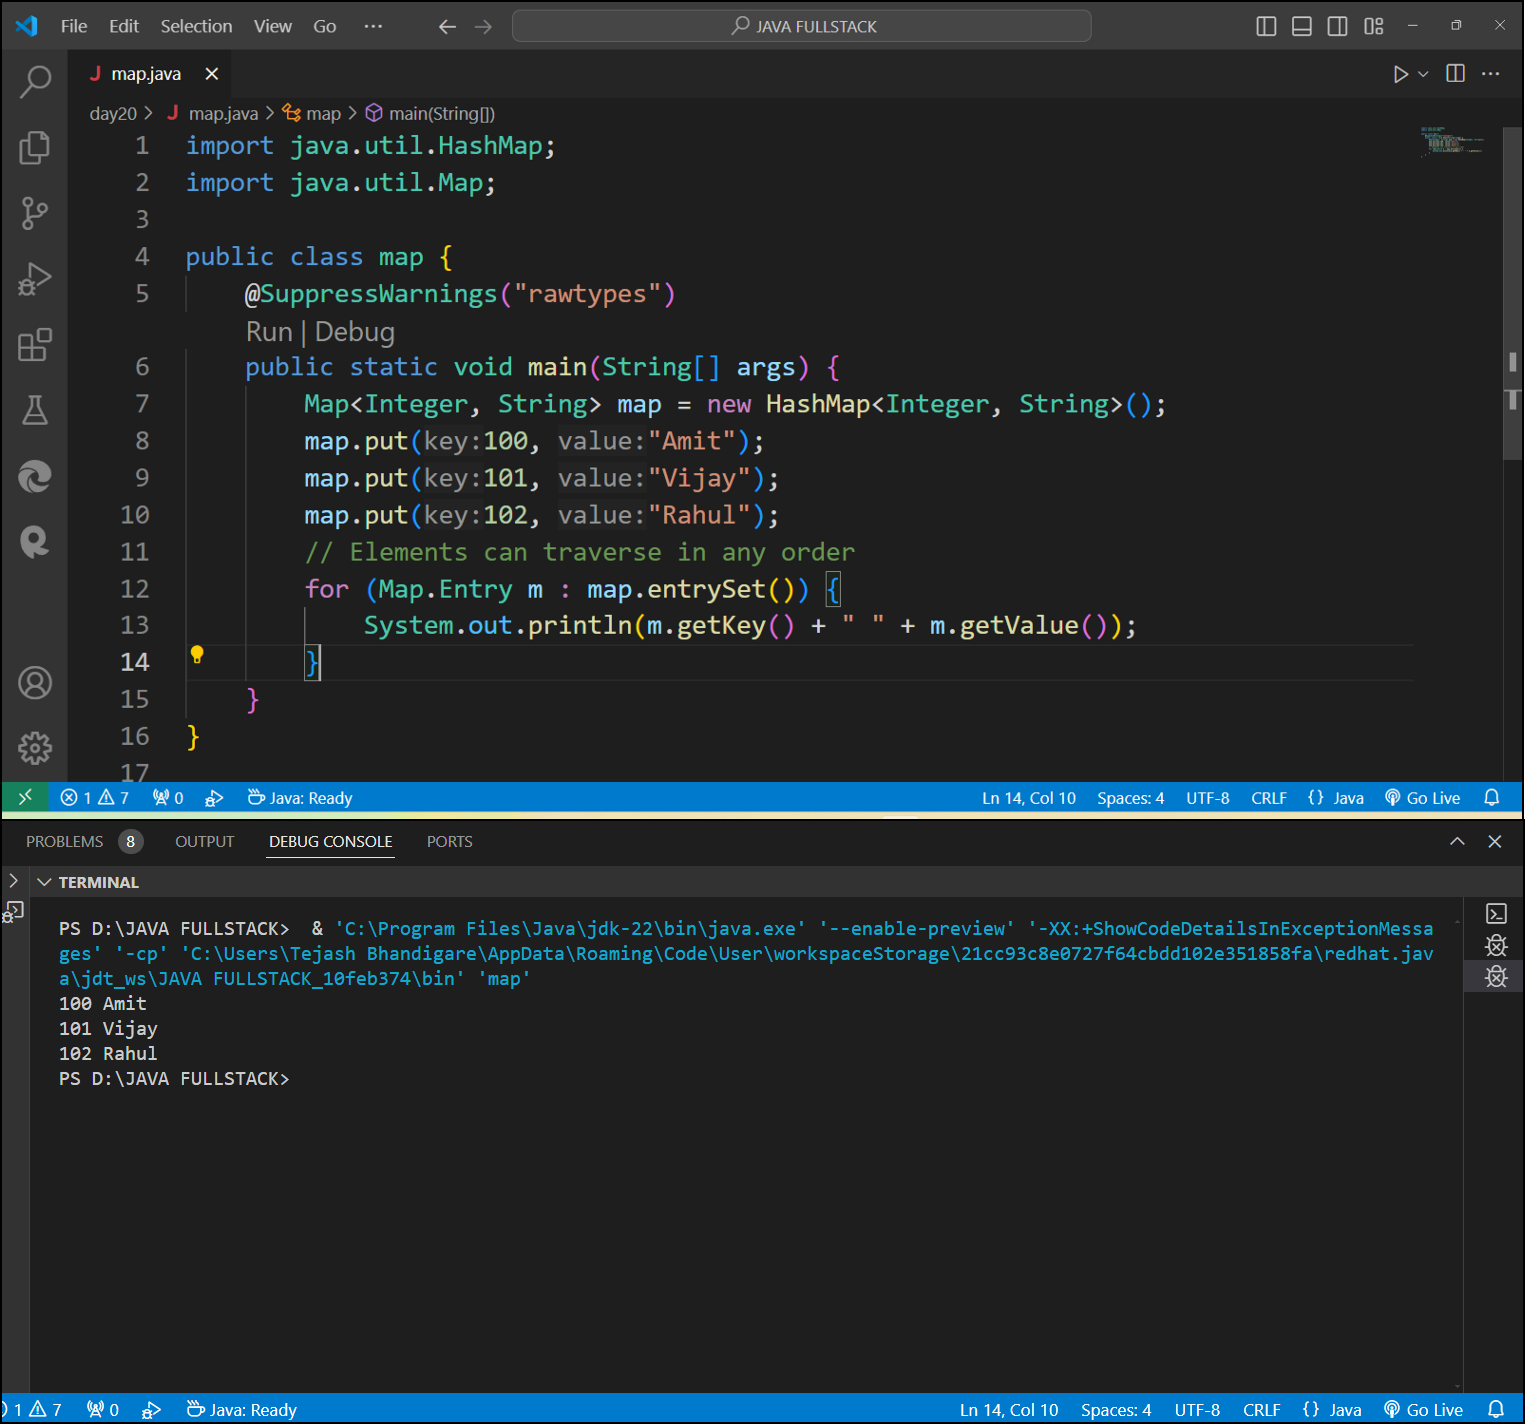 File Edit Selection View Go ··· JAVA FULLSTACK
map.java
day20 > map.java > map > main(String[])
1 import java.util.HashMap;
2 import java.util.Map;
3
4 public class map {
5 @SuppressWarnings("rawtypes")
Run | Debug
6 public static void main(String[] args) {
7 Map<Integer, String> map = new HashMap<Integer, String>();
8 map.put(key:100, value:"Amit");
9 map.put(key:101, value:"Vijay");
10 map.put(key:102, value:"Rahul");
11 // Elements can traverse in any order
12 for (Map.Entry m : map.entrySet()) {
13 System.out.println(m.getKey() + " " + m.getValue());
14 }
15 }
16 }
17
1 7 0 Java: Ready Ln 14, Col 10 Spaces: 4 UTF-8 CRLF {} Java Go Live
PROBLEMS 8 OUTPUT DEBUG CONSOLE PORTS
TERMINAL
PS D:\JAVA FULLSTACK>  & 'C:\Program Files\Java\jdk-22\bin\java.exe' '--enable-preview' '-XX:+ShowCodeDetailsInExceptionMessa
ges' '-cp' 'C:\Users\Tejash Bhandigare\AppData\Roaming\Code\User\workspaceStorage\21cc93c8e0727f64cbdd102e351858fa\redhat.jav
a\jdt_ws\JAVA FULLSTACK_10feb374\bin' 'map'
100 Amit
101 Vijay
102 Rahul
PS D:\JAVA FULLSTACK>
1 7 0 Java: Ready Ln 14, Col 10 Spaces: 4 UTF-8 CRLF {} Java Go Live